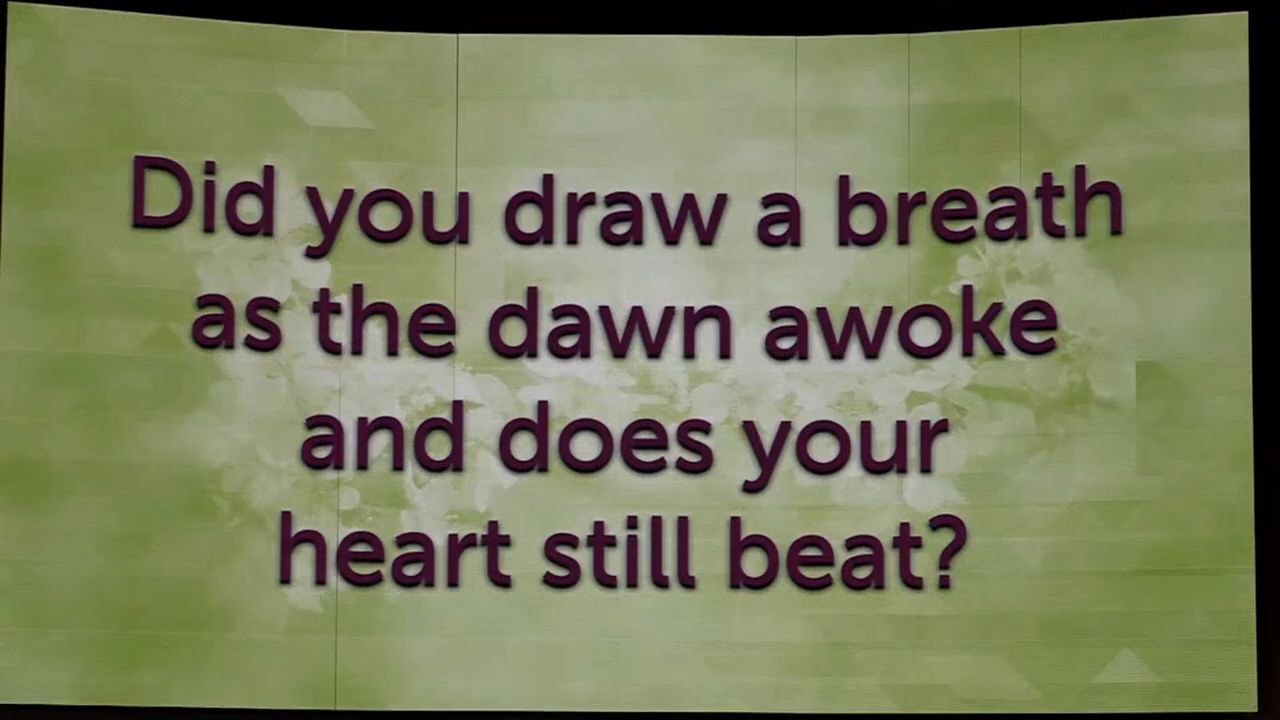 Did you draw a breath
as the dawn awoke
and does your
heart still beat?